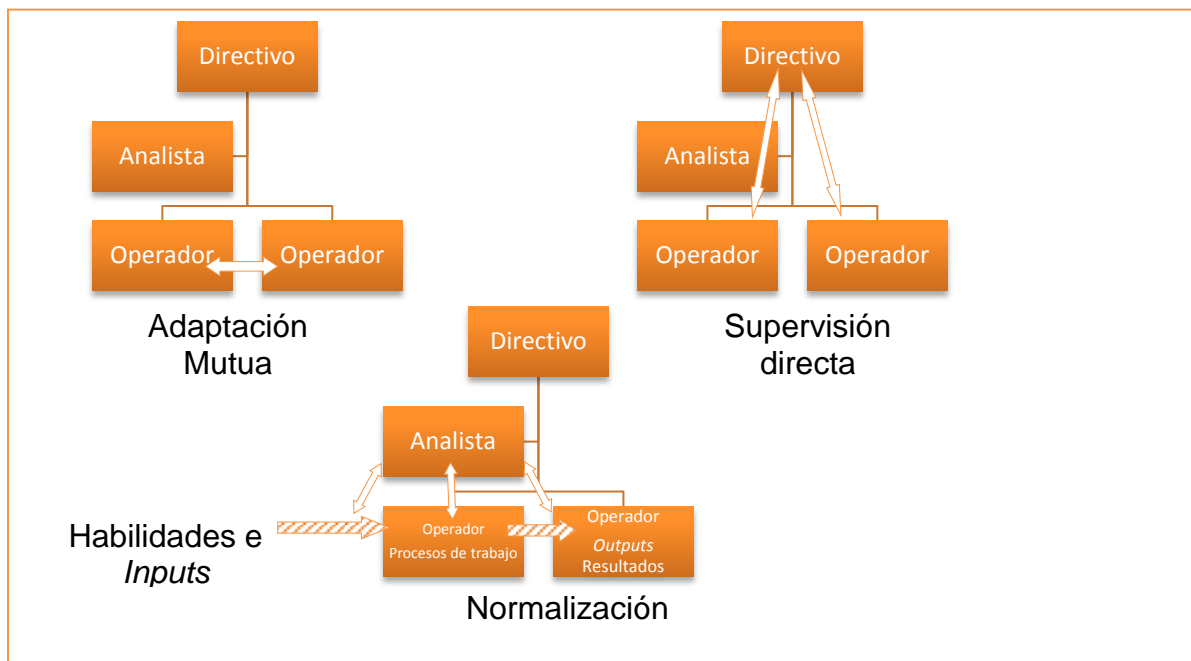 Directivo
Analista
Operador
Operador
Adaptación
Mutua
Directivo
Analista
Operador
Operador
Supervisión
directa
Directivo
Analista
Habilidades e
Inputs
Operador
Procesos de trabajo
Operador
Outputs
Resultados
Normalización